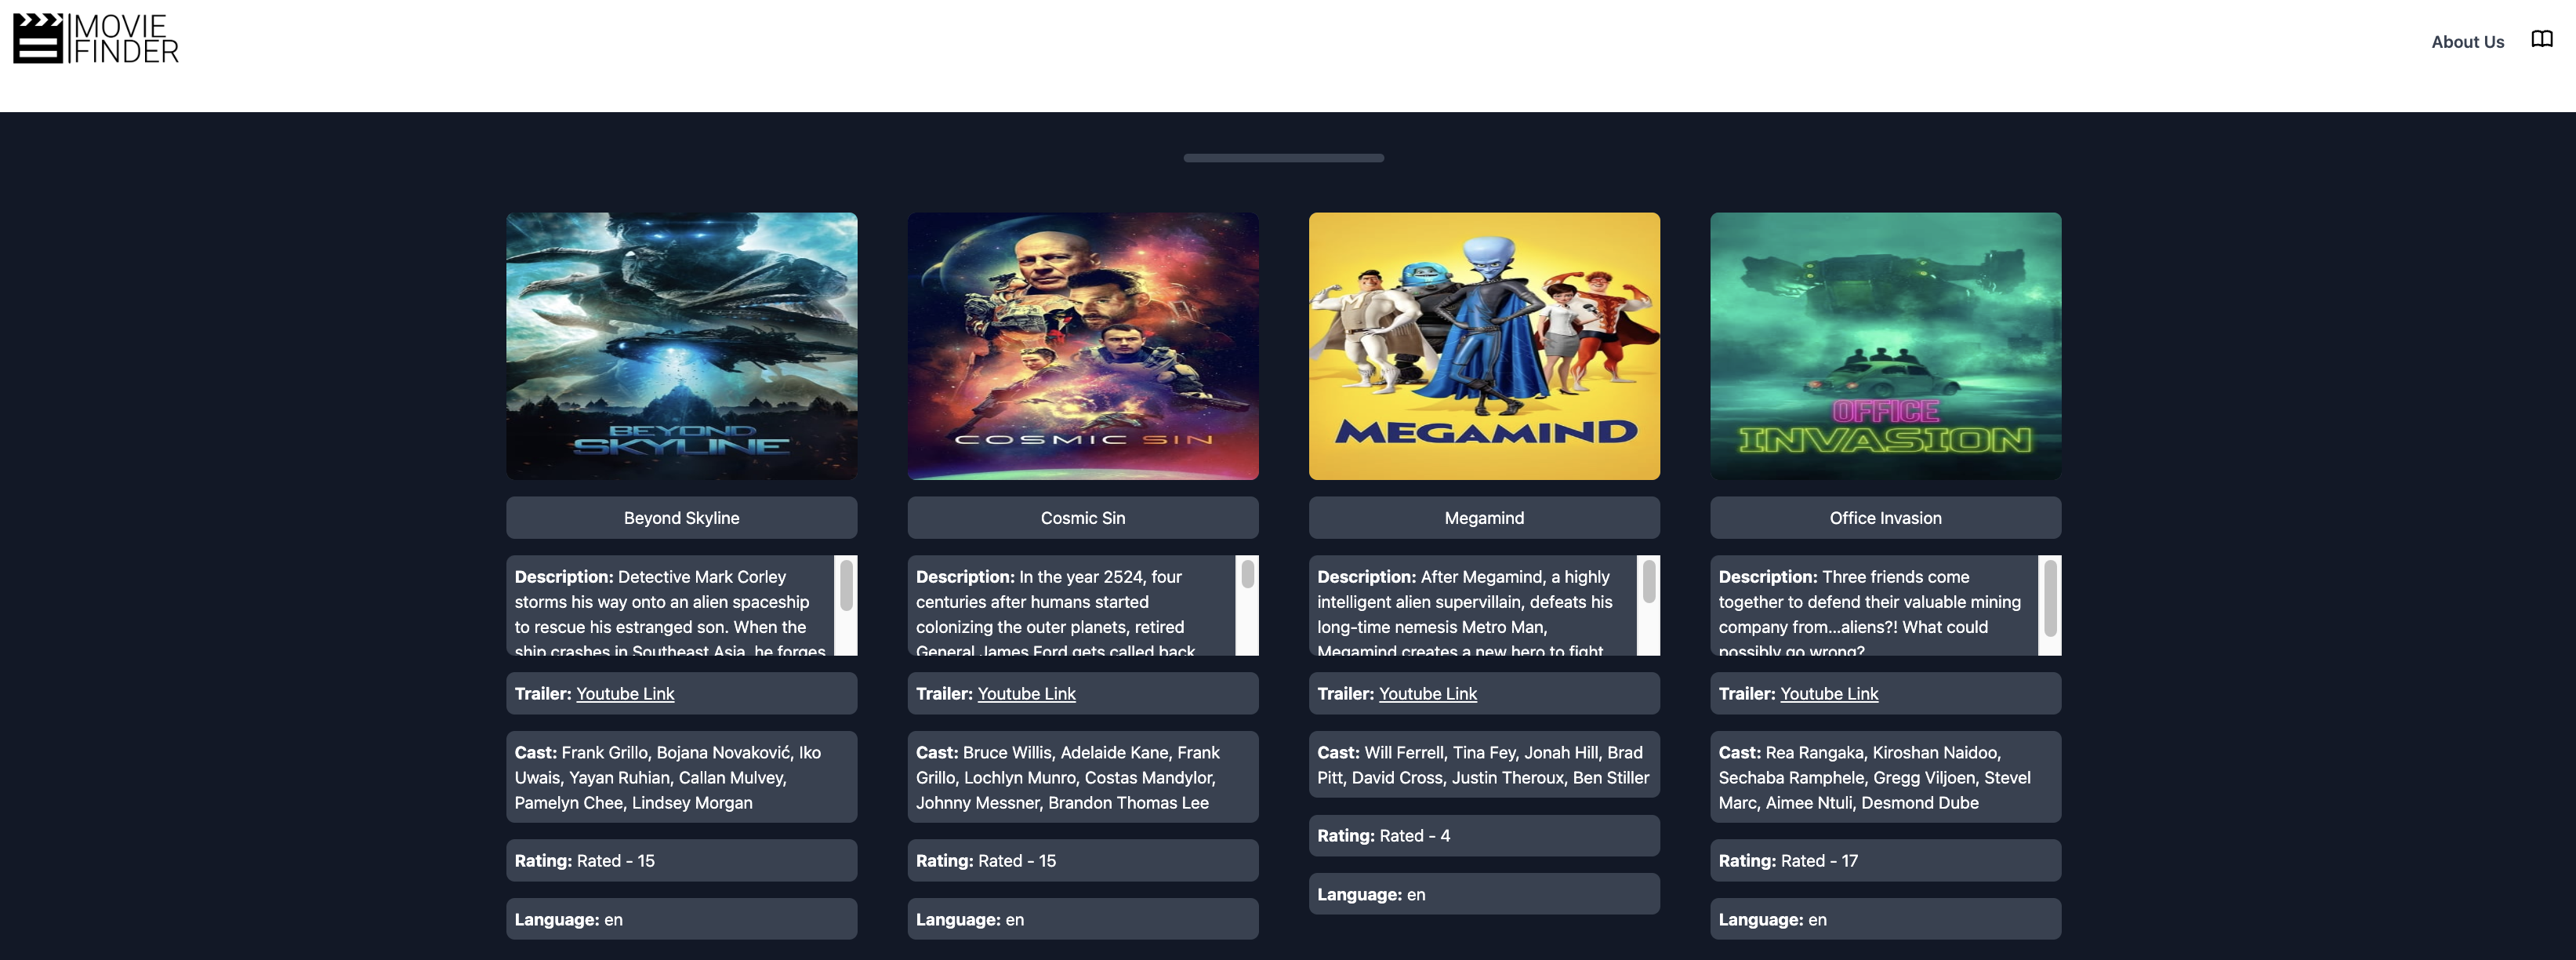 MOVIE
FINDER
About Us
BEYOND
SKYLINE
COSMIC SIN
MEGAMIND
OFFICE
INVASION
Beyond Skyline
Description: Detective Mark Corley
storms his way onto an alien spaceship
to rescue his estranged son. When the
ship crashes in Southeast Asia, he forges
Trailer: Youtube Link
Cast: Frank Grillo, Bojana Novaković, Iko
Uwais, Yayan Ruhian, Callan Mulvey,
Pamelyn Chee, Lindsey Morgan
Rating: Rated - 15
Language: en
Cosmic Sin
Description: In the year 2524, four
centuries after humans started
colonizing the outer planets, retired
General James Ford gets called back
Trailer: Youtube Link
Cast: Bruce Willis, Adelaide Kane, Frank
Grillo, Lochlyn Munro, Costas Mandylor,
Johnny Messner, Brandon Thomas Lee
Rating: Rated - 15
Language: en
Megamind
Description: After Megamind, a highly
intelligent alien supervillain, defeats his
long-time nemesis Metro Man,
Megamind creates a new hero to fight
Trailer: Youtube Link
Cast: Will Ferrell, Tina Fey, Jonah Hill, Brad
Pitt, David Cross, Justin Theroux, Ben Stiller
Rating: Rated - 4
Language: en
Office Invasion
Description: Three friends come
together to defend their valuable mining
company from...aliens?! What could
possibly go wrong?
Trailer: Youtube Link
Cast: Rea Rangaka, Kiroshan Naidoo,
Sechaba Ramphele, Gregg Viljoen, Stevel
Marc, Aimee Ntuli, Desmond Dube
Rating: Rated - 17
Language: en